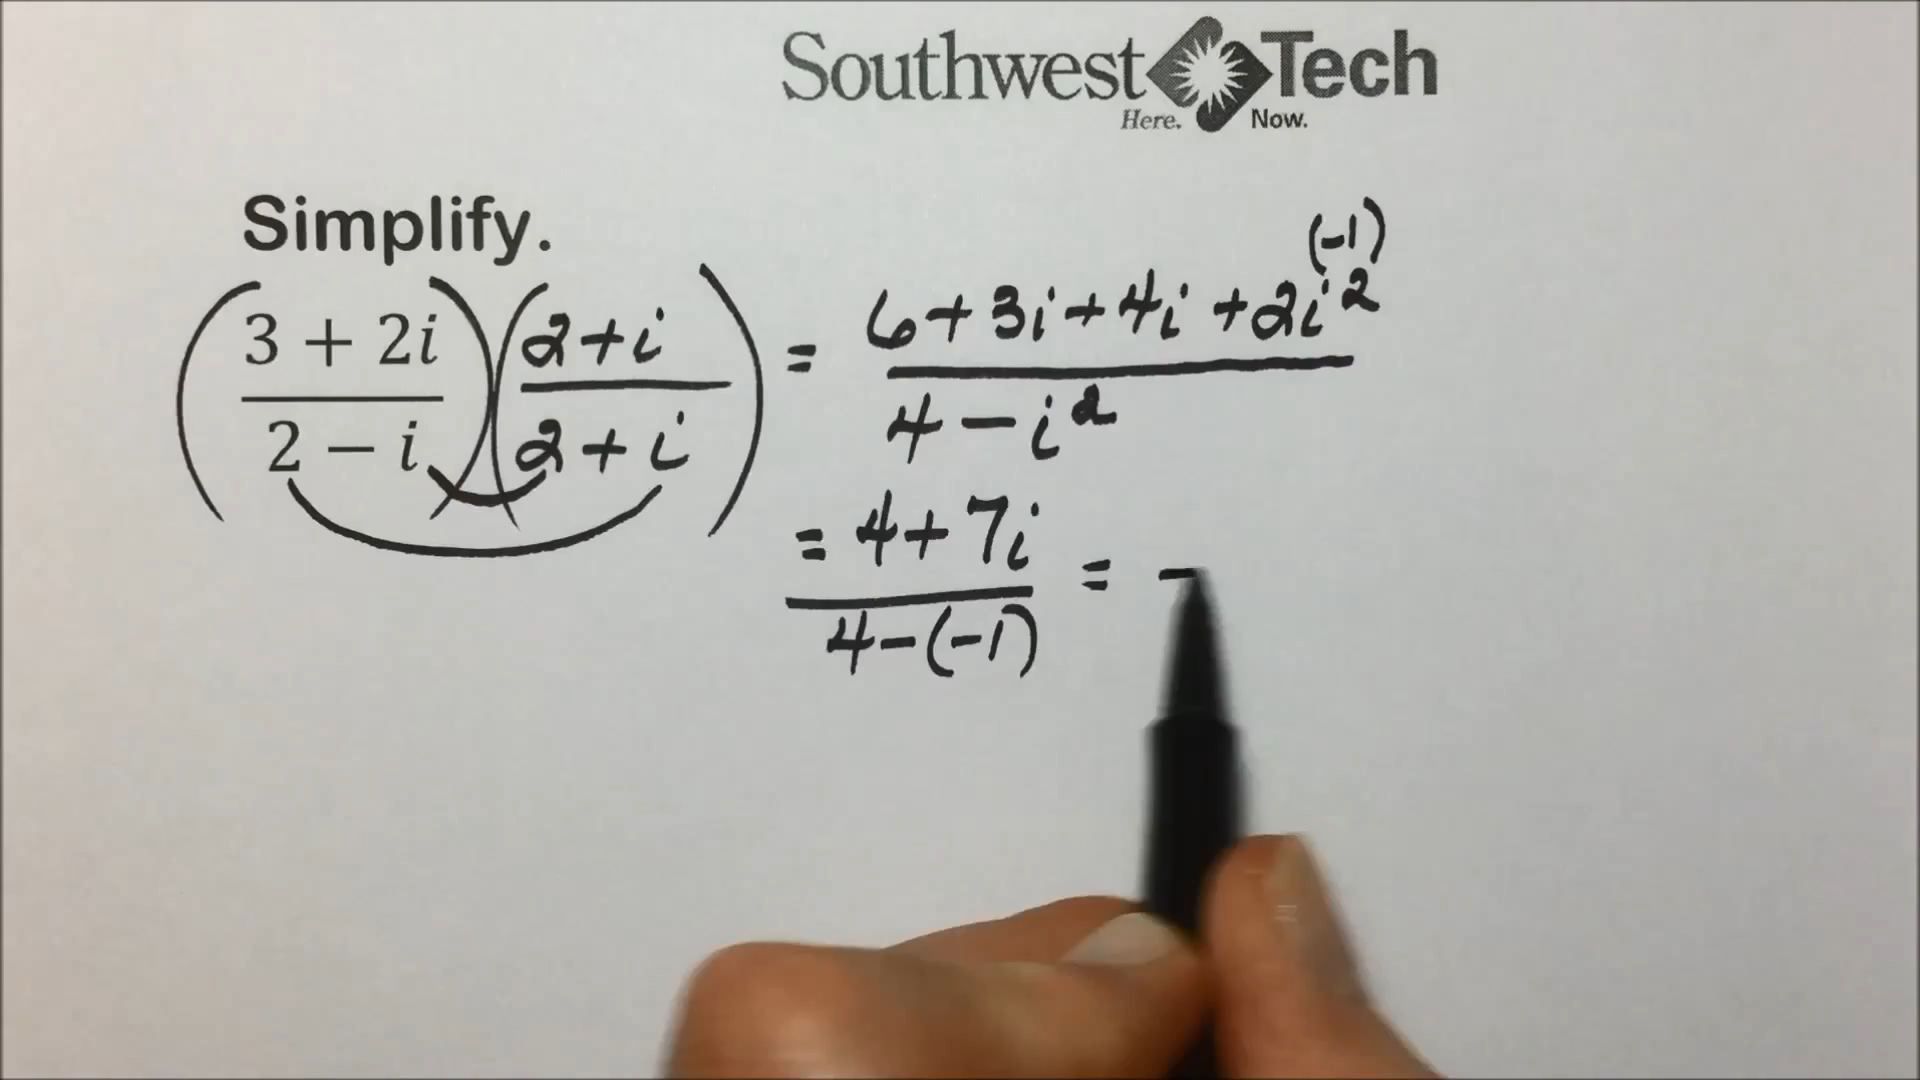 Southwest Tech
Here. Now.
Simplify.
(3 + 2i / 2 − i)(2+i / 2+i) = 6+3i+4i+2i²(-1) / 4-i²
= 4+7i / 4-(-1) = -